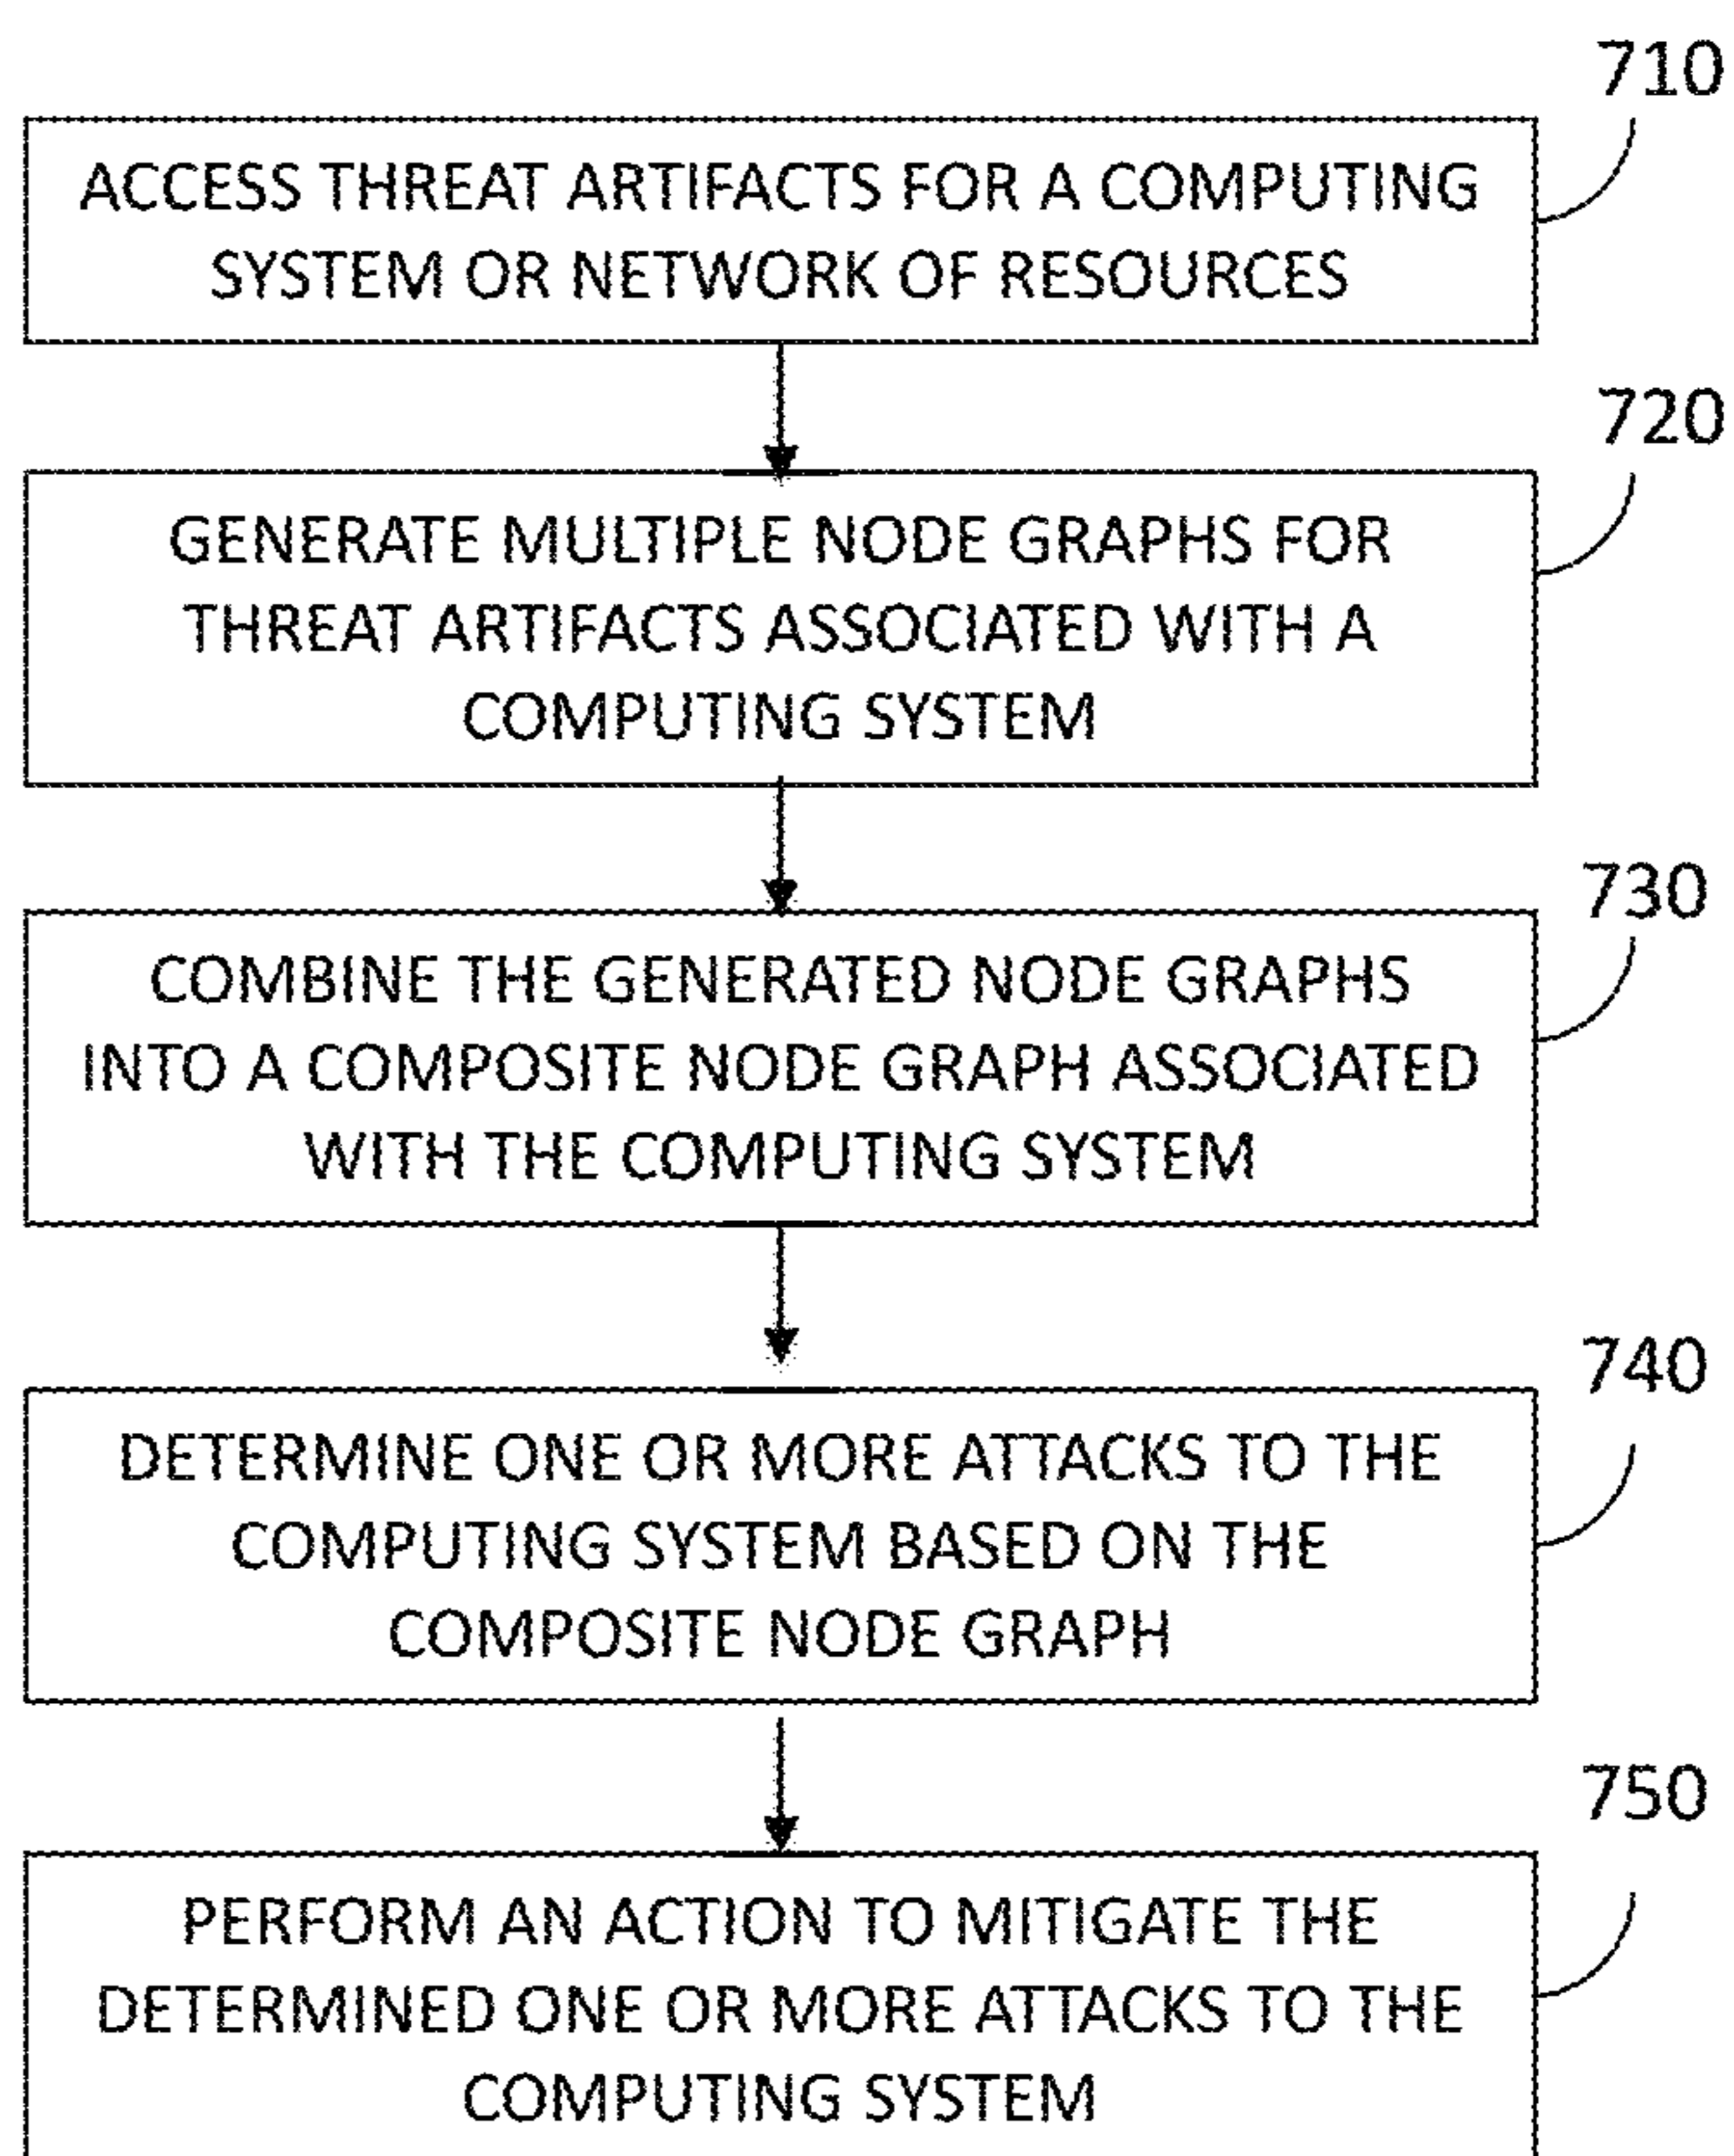 710
ACCESS THREAT ARTIFACTS FOR A COMPUTING
SYSTEM OR NETWORK OF RESOURCES
720
GENERATE MULTIPLE NODE GRAPHS FOR
THREAT ARTIFACTS ASSOCIATED WITH A
COMPUTING SYSTEM
730
COMBINE THE GENERATED NODE GRAPHS
INTO A COMPOSITE NODE GRAPH ASSOCIATED
WITH THE COMPUTING SYSTEM
740
DETERMINE ONE OR MORE ATTACKS TO THE
COMPUTING SYSTEM BASED ON THE
COMPOSITE NODE GRAPH
750
PERFORM AN ACTION TO MITIGATE THE
DETERMINED ONE OR MORE ATTACKS TO THE
COMPUTING SYSTEM